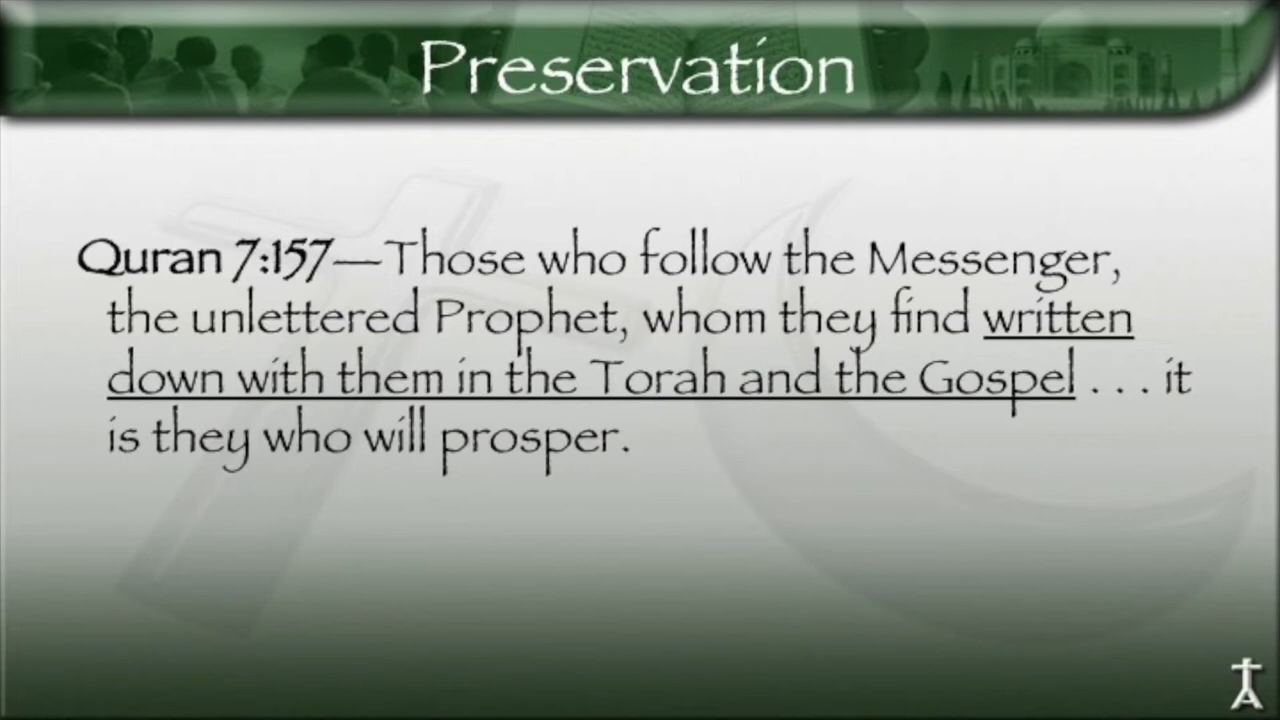 Preservation
Quran 7:157—Those who follow the Messenger,
the unlettered Prophet, whom they find written
down with them in the Torah and the Gospel . . . it
is they who will prosper.